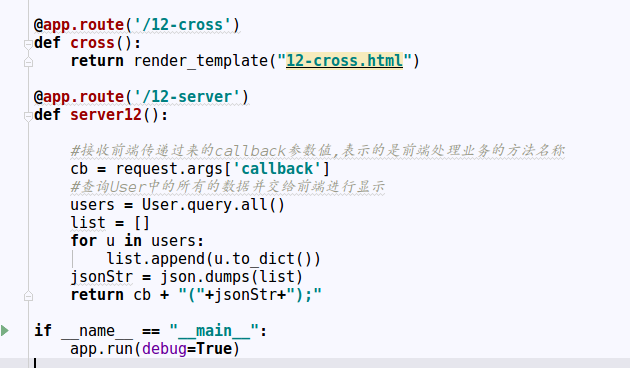 @app.route('/12-cross')
def cross():
    return render_template("12-cross.html")
@app.route('/12-server')
def server12():
    #接收前端传递过来的callback参数值,表示的是前端处理业务的方法名称
    cb = request.args['callback']
    #查询User中的所有的数据并交给前端进行显示
    users = User.query.all()
    list = []
    for u in users:
        list.append(u.to_dict())
    jsonStr = json.dumps(list)
    return cb + "("+jsonStr+");"
if __name__ == "__main__":
    app.run(debug=True)